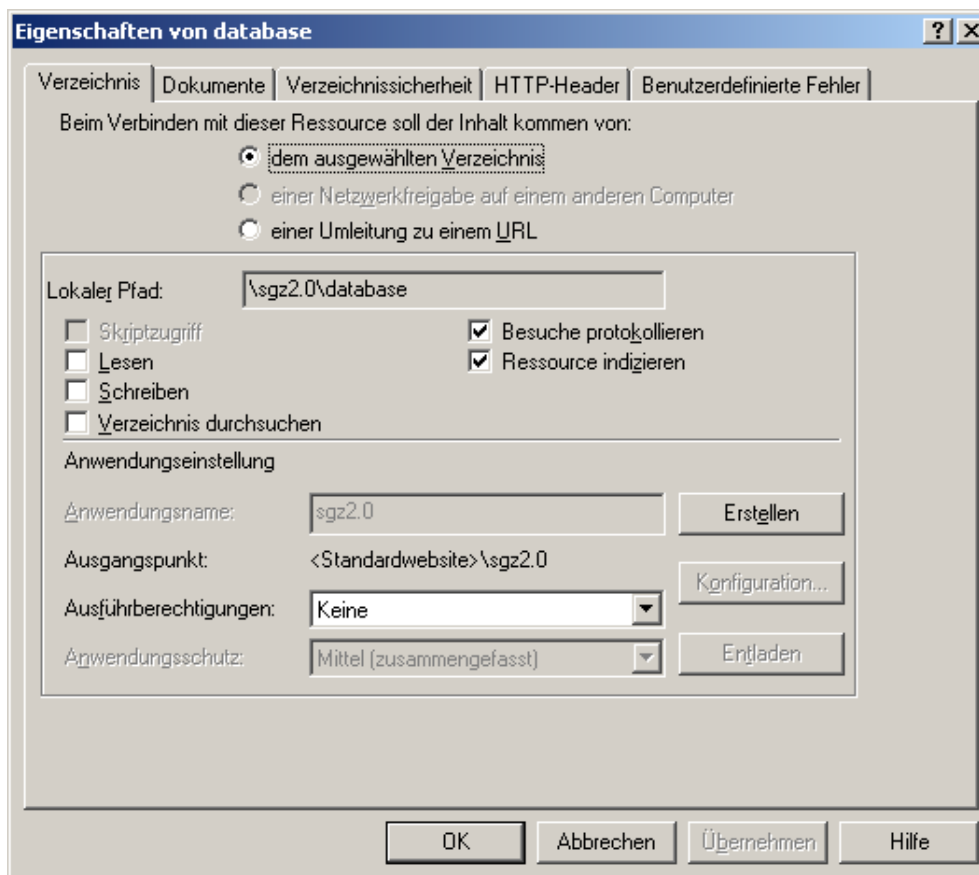 Eigenschaften von database
Verzeichnis Dokumente Verzeichnissicherheit HTTP-Header Benutzerdefinierte Fehler
Beim Verbinden mit dieser Ressource soll der Inhalt kommen von:
dem ausgewählten Verzeichnis
einer Netzwerkfreigabe auf einem anderen Computer
einer Umleitung zu einem URL
Lokaler Pfad: \sgz2.0\database
Skriptzugriff Besuche protokollieren
Lesen Ressource indizieren
Schreiben
Verzeichnis durchsuchen
Anwendungseinstellung
Anwendungsname: sgz2.0 Erstellen
Ausgangspunkt: <Standardwebsite>\sgz2.0
Konfiguration...
Ausführberechtigungen: Keine
Anwendungsschutz: Mittel (zusammengefasst) Entladen
OK Abbrechen Übernehmen Hilfe